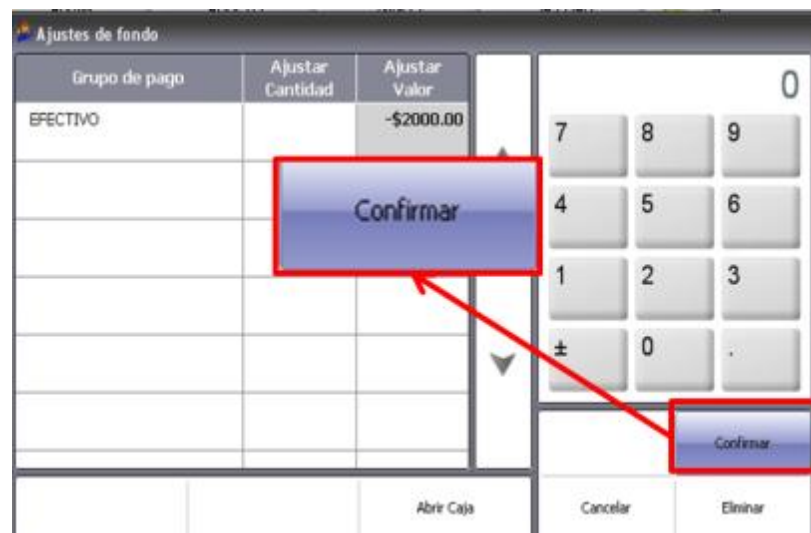 Ajustes de fondo
Grupo de pago
Ajustar
Cantidad
Ajustar
Valor
0
EFECTIVO
-$2000.00
7
8
9
Confirmar
4
5
6
1
2
3
±
0
.
Confirmar
Abrir Caja
Cancelar
Eliminar